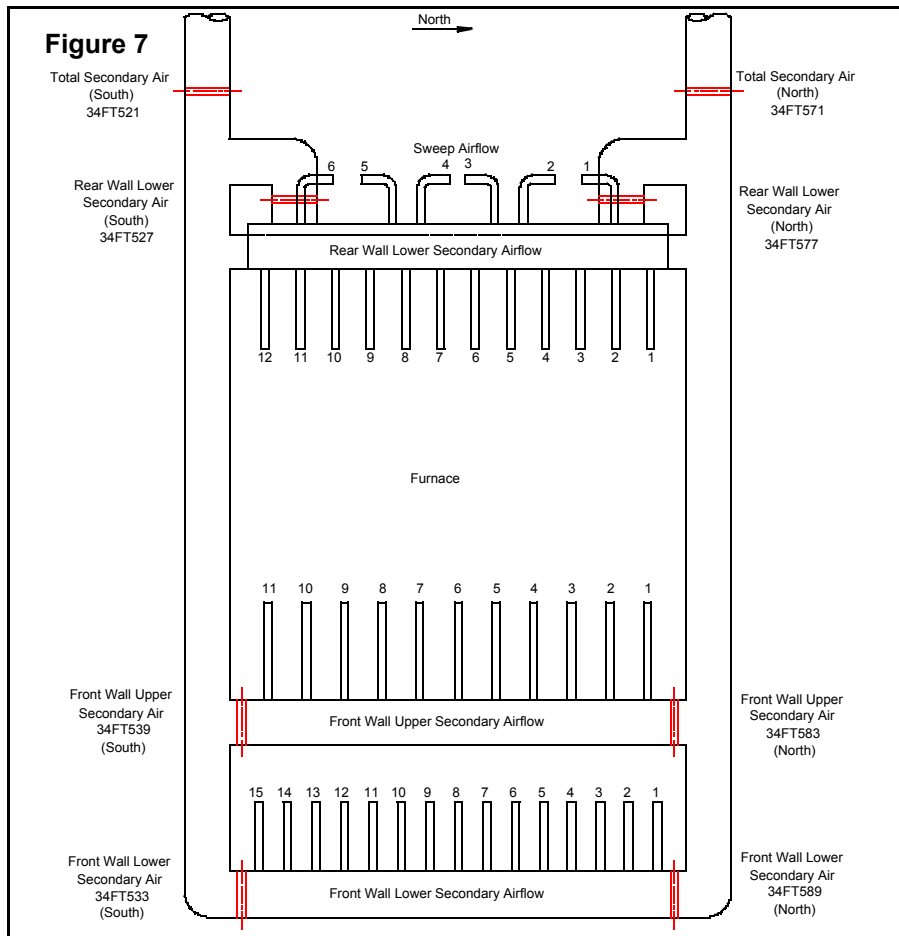 North
Figure 7
Total Secondary Air
(South)
34FT521
Total Secondary Air
(North)
34FT571
Sweep Airflow
6 5 4 3 2 1
Rear Wall Lower
Secondary Air
(South)
34FT527
Rear Wall Lower
Secondary Air
(North)
34FT577
Rear Wall Lower Secondary Airflow
12 11 10 9 8 7 6 5 4 3 2 1
Furnace
11 10 9 8 7 6 5 4 3 2 1
Front Wall Upper
Secondary Air
34FT539
(South)
Front Wall Upper Secondary Airflow
Front Wall Upper
Secondary Air
34FT583
(North)
15 14 13 12 11 10 9 8 7 6 5 4 3 2 1
Front Wall Lower
Secondary Air
34FT533
(South)
Front Wall Lower Secondary Airflow
Front Wall Lower
Secondary Air
34FT589
(North)